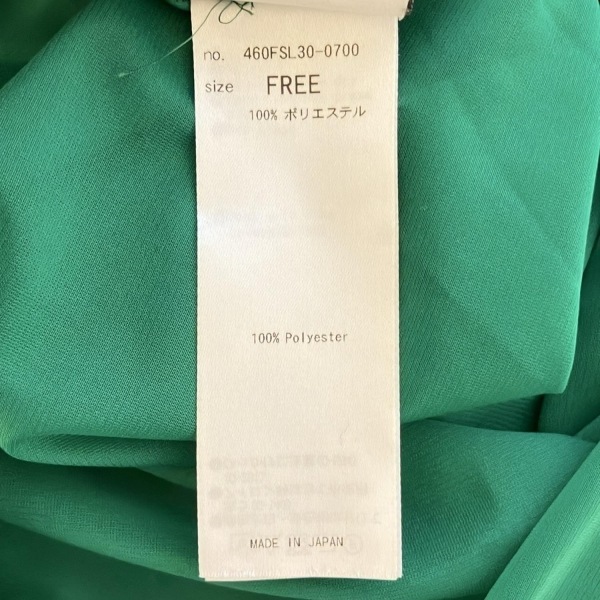 no. 460FSL30-0700
size FREE
100% ポリエステル
100% Polyester
MADE IN JAPAN